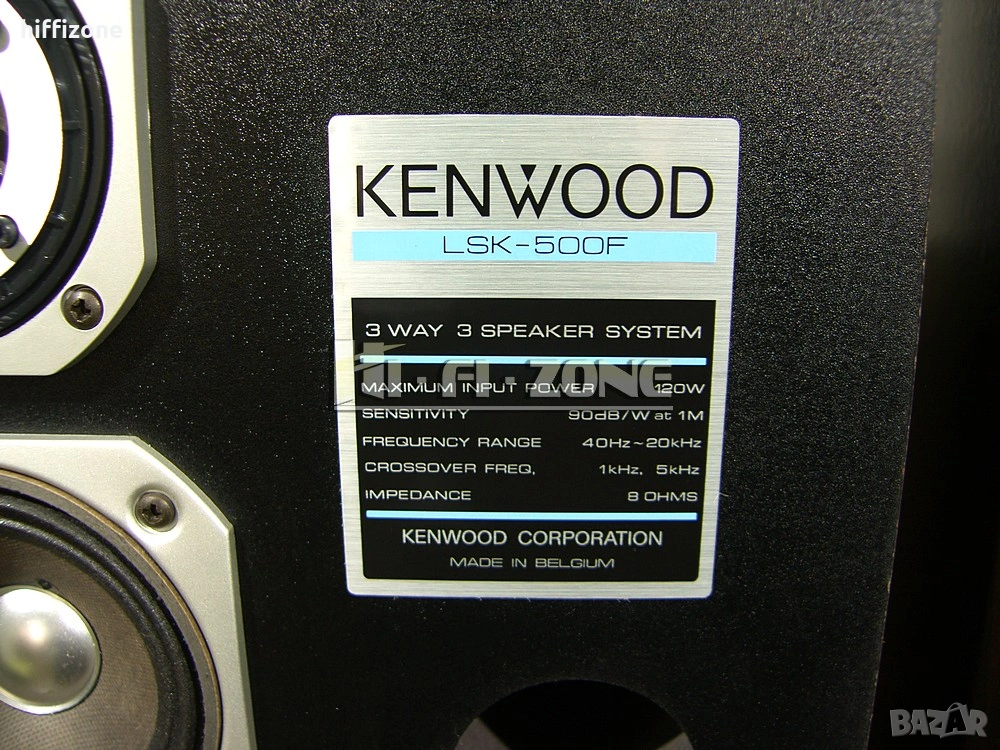 hiffizone
KENWOOD
LSK-500F
3 WAY 3 SPEAKER SYSTEM
HI-FI-ZONE
MAXIMUM INPUT POWER 120W
SENSITIVITY 90dB/W at 1M
FREQUENCY RANGE 40Hz~20kHz
CROSSOVER FREQ. 1kHz, 5kHz
IMPEDANCE 8 OHMS
KENWOOD CORPORATION
MADE IN BELGIUM
BAZAR